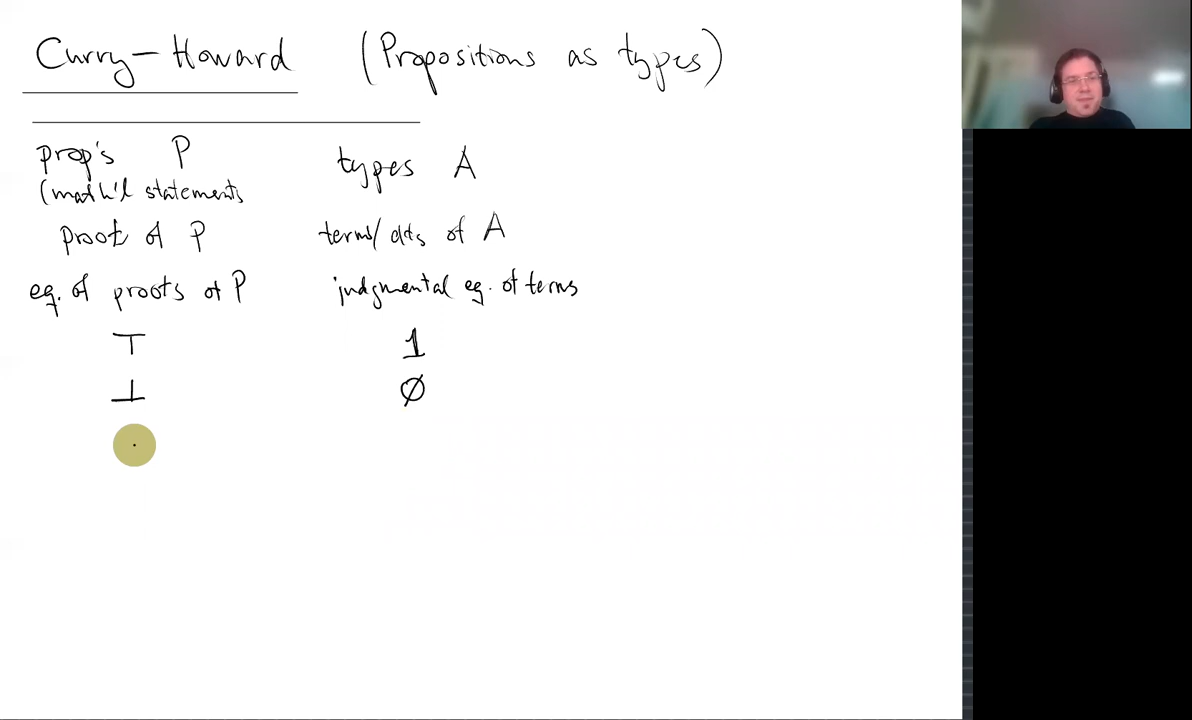 Curry-Howard (Propositions as types)
prop's P types A
(math'l statements
proof of P terms/elts of A
eq. of proofs of P judgmental eq. of terms
⊤ 1
⊥ ∅